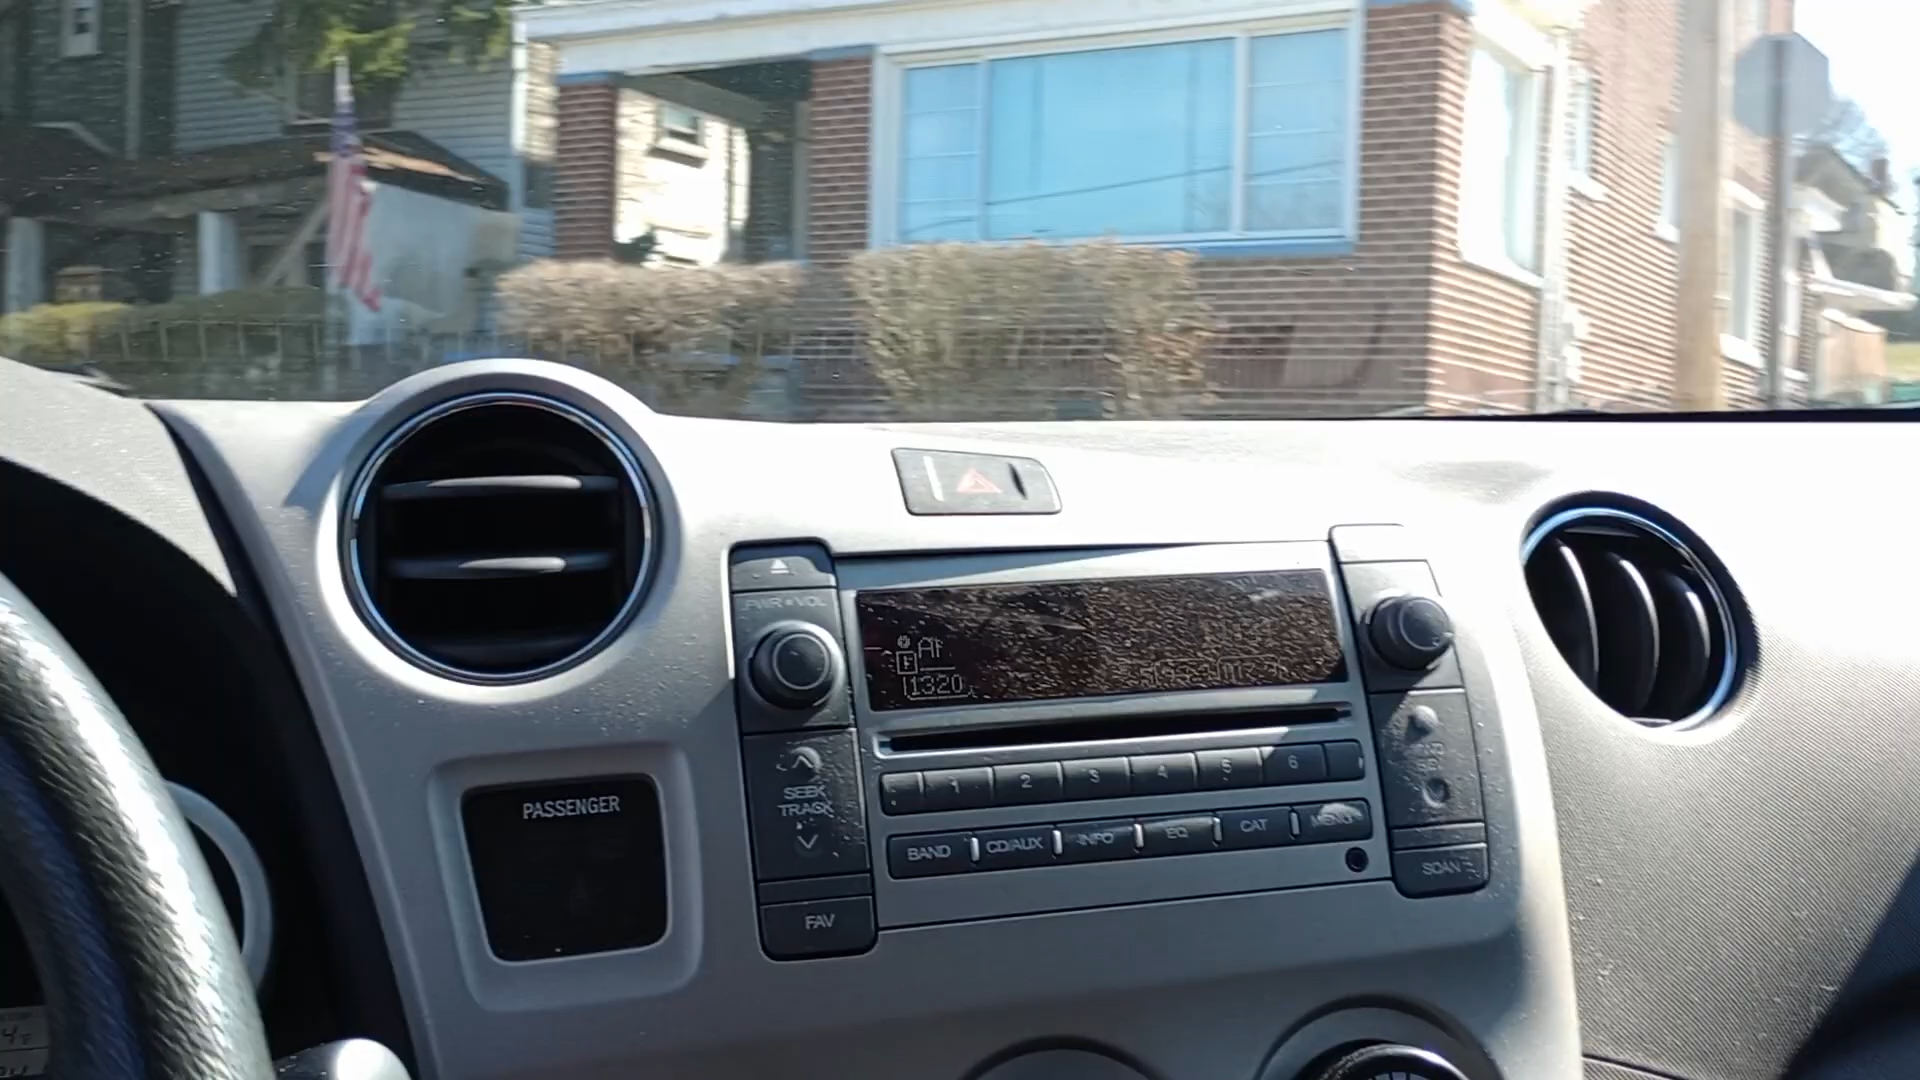 PWR•VOL
AM
1320
1 2 3 4 5 6
SEEK
TRACK
PASSENGER
BAND CD/AUX INFO EQ CAT MENU
SCAN
FAV